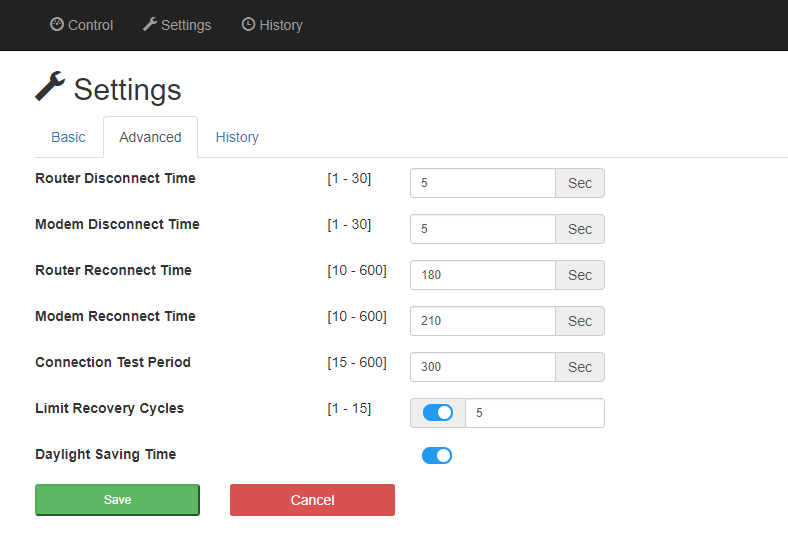 Control Settings History
Settings
Basic Advanced History
Router Disconnect Time [1 - 30] 5 Sec
Modem Disconnect Time [1 - 30] 5 Sec
Router Reconnect Time [10 - 600] 180 Sec
Modem Reconnect Time [10 - 600] 210 Sec
Connection Test Period [15 - 600] 300 Sec
Limit Recovery Cycles [1 - 15] 5
Daylight Saving Time
Save Cancel